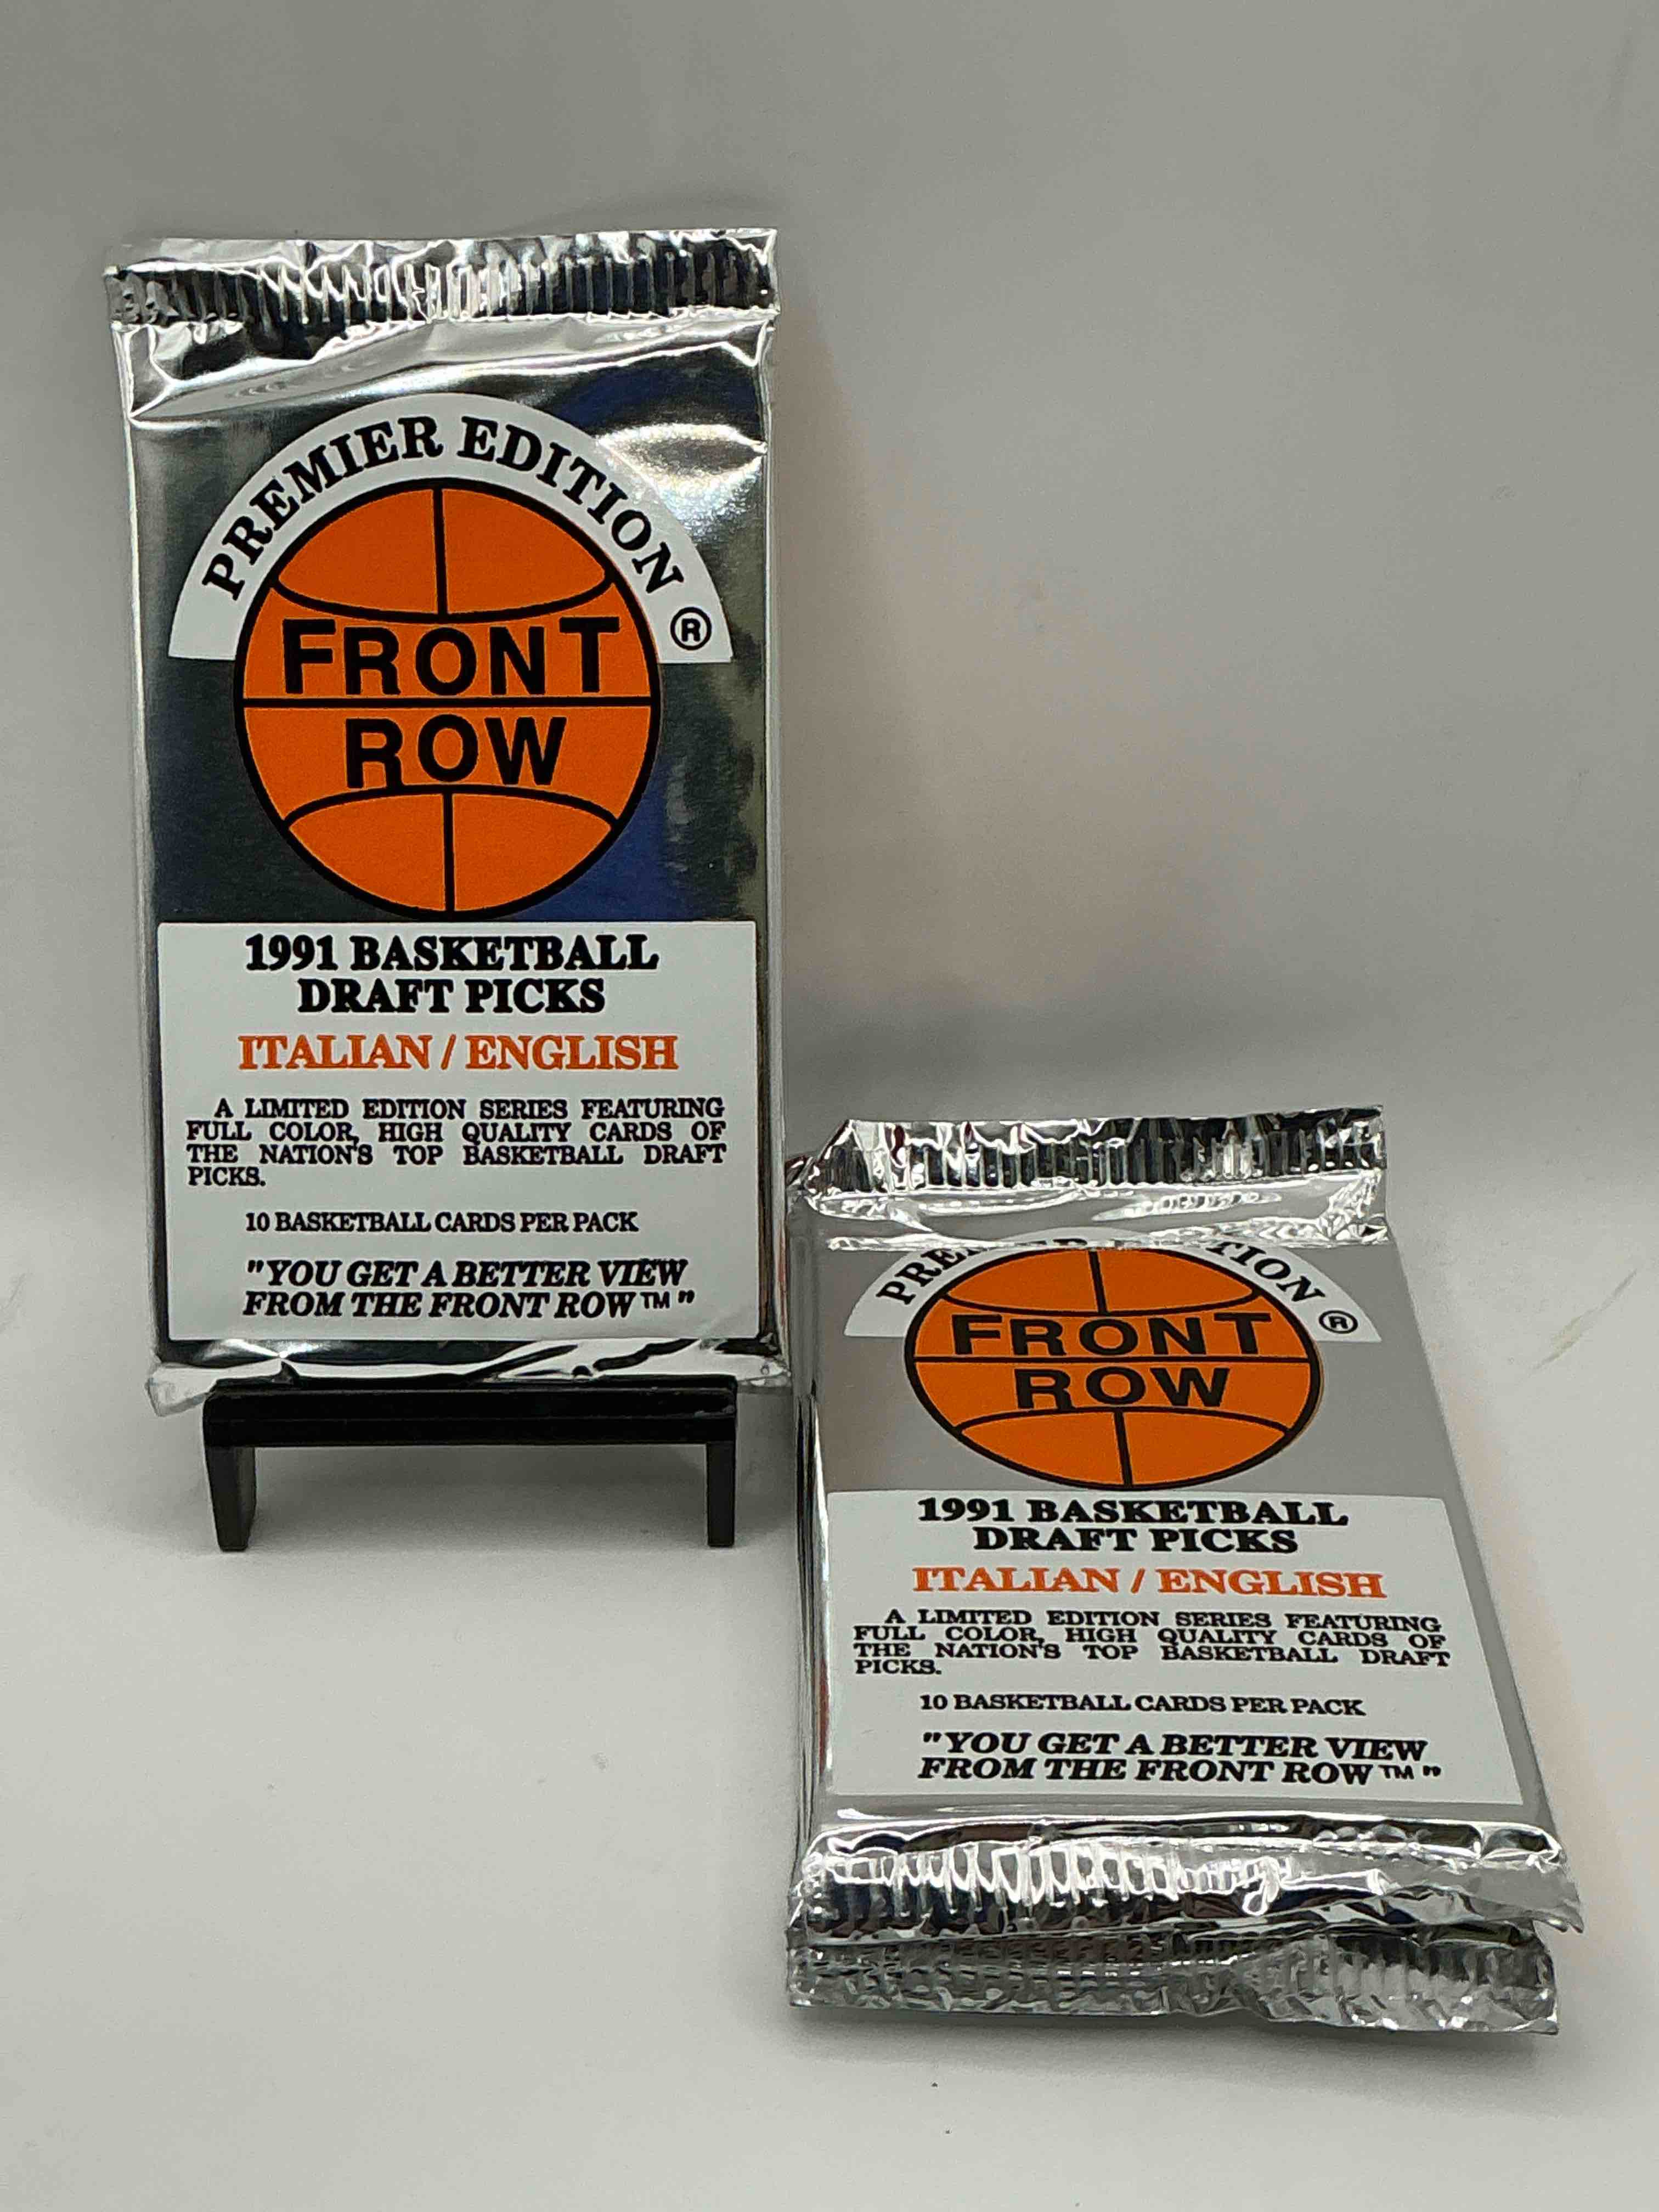 PREMIER EDITION
®
FRONT
ROW
1991 BASKETBALL
DRAFT PICKS
ITALIAN / ENGLISH
A LIMITED EDITION SERIES FEATURING
FULL COLOR, HIGH QUALITY CARDS OF
THE NATION'S TOP BASKETBALL DRAFT
PICKS.
10 BASKETBALL CARDS PER PACK
"YOU GET A BETTER VIEW
FROM THE FRONT ROW™"
PREMIER EDITION
®
FRONT
ROW
1991 BASKETBALL
DRAFT PICKS
ITALIAN / ENGLISH
A LIMITED EDITION SERIES FEATURING
FULL COLOR, HIGH QUALITY CARDS OF
THE NATION'S TOP BASKETBALL DRAFT
PICKS.
10 BASKETBALL CARDS PER PACK
"YOU GET A BETTER VIEW
FROM THE FRONT ROW™"